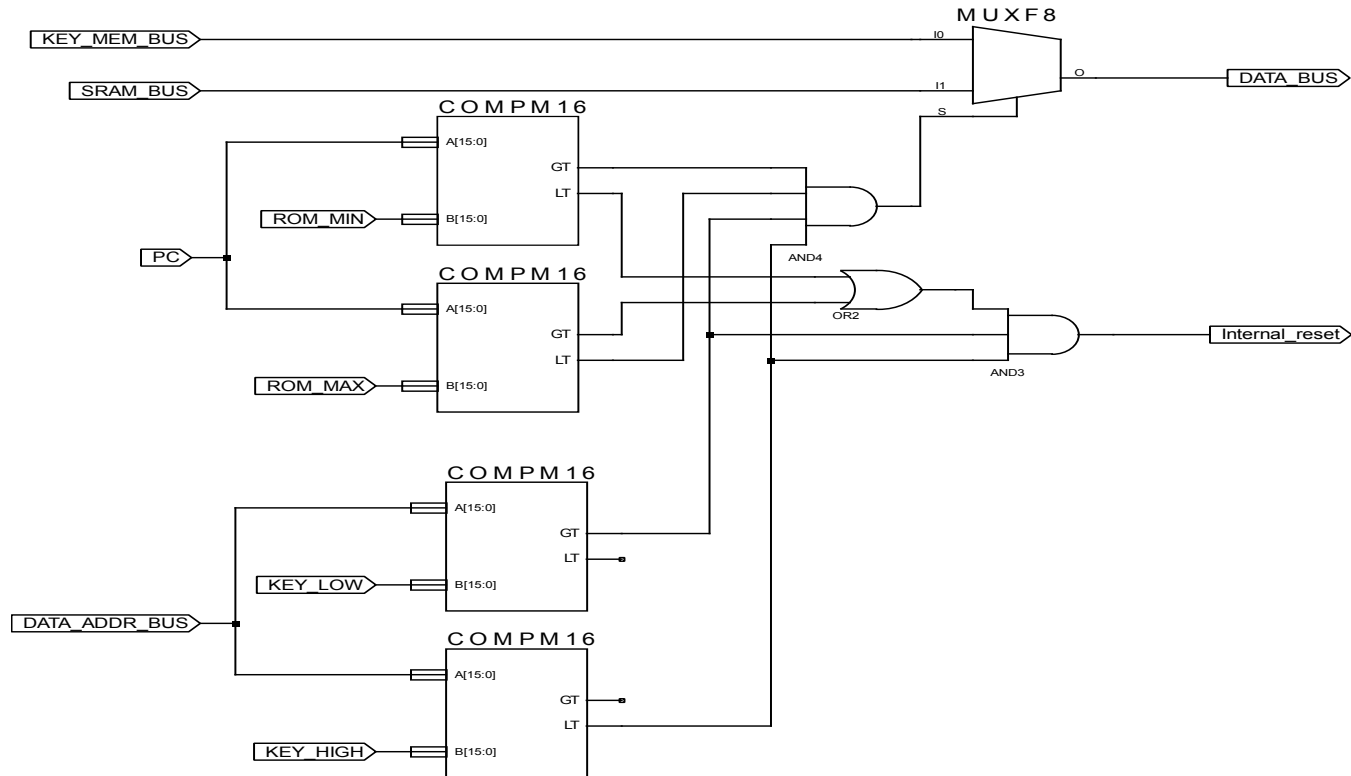 MUXF8
KEY_MEM_BUS
I0
O
DATA_BUS
SRAM_BUS
I1
S
COMPM16
A[15:0]
GT
LT
ROM_MIN
B[15:0]
PC
AND4
COMPM16
A[15:0]
OR2
GT
Internal_reset
LT
AND3
ROM_MAX
B[15:0]
COMPM16
A[15:0]
GT
LT
KEY_LOW
B[15:0]
DATA_ADDR_BUS
COMPM16
A[15:0]
GT
LT
KEY_HIGH
B[15:0]